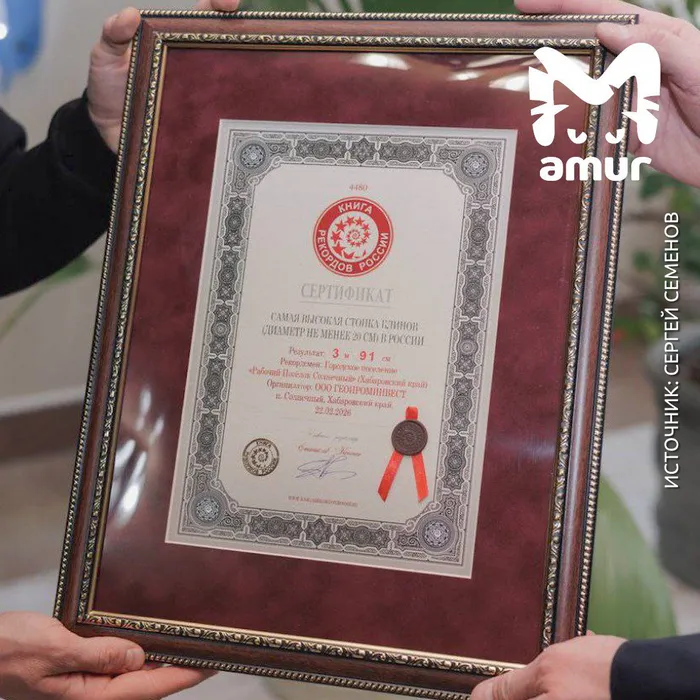 amur
ИСТОЧНИК: СЕРГЕЙ СЕМЕНОВ
4480
КНИГА
РЕКОРДОВ РОССИИ
СЕРТИФИКАТ
САМАЯ ВЫСОКАЯ СТОПКА БЛИНОВ
(ДИАМЕТР НЕ МЕНЕЕ 20 СМ) В РОССИИ
Результат: 3 м 91 см
Рекордсмен: Городское поселение
«Рабочий Посёлок Солнечный» (Хабаровский край)
Организатор: ООО ГЕОПРОМИНВЕСТ
п. Солнечный, Хабаровский край
22.02.2026
Станислав